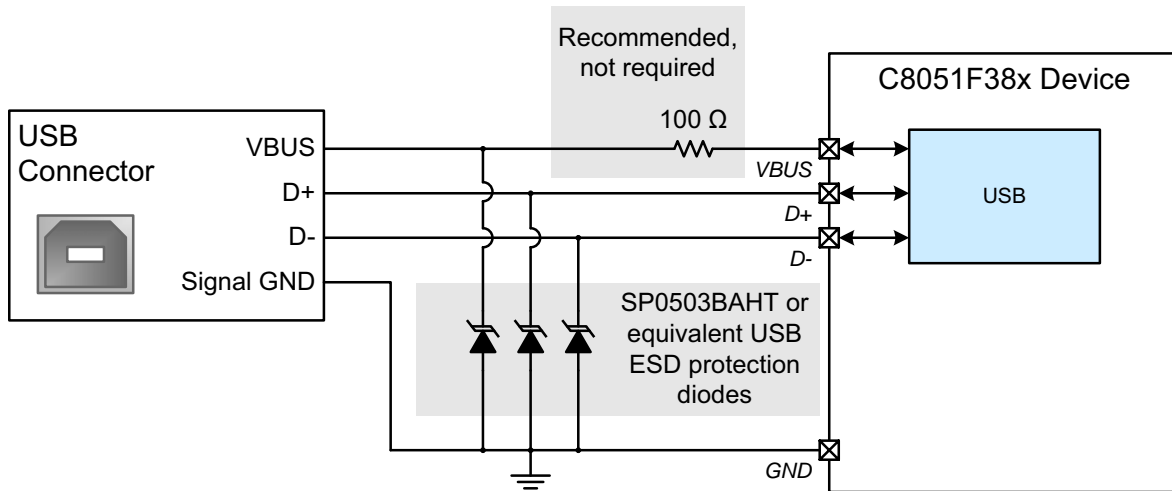 Recommended,
not required
100 Ω
C8051F38x Device
USB
Connector
VBUS
D+
D-
Signal GND
VBUS
D+
D-
USB
SP0503BAHT or
equivalent USB
ESD protection
diodes
GND